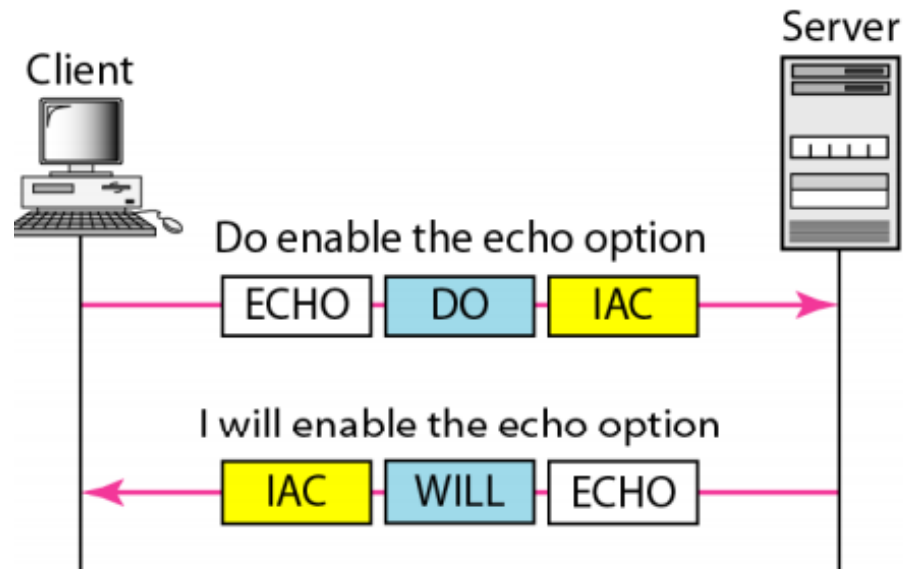 Server
Client
Do enable the echo option
ECHO DO IAC
I will enable the echo option
IAC WILL ECHO